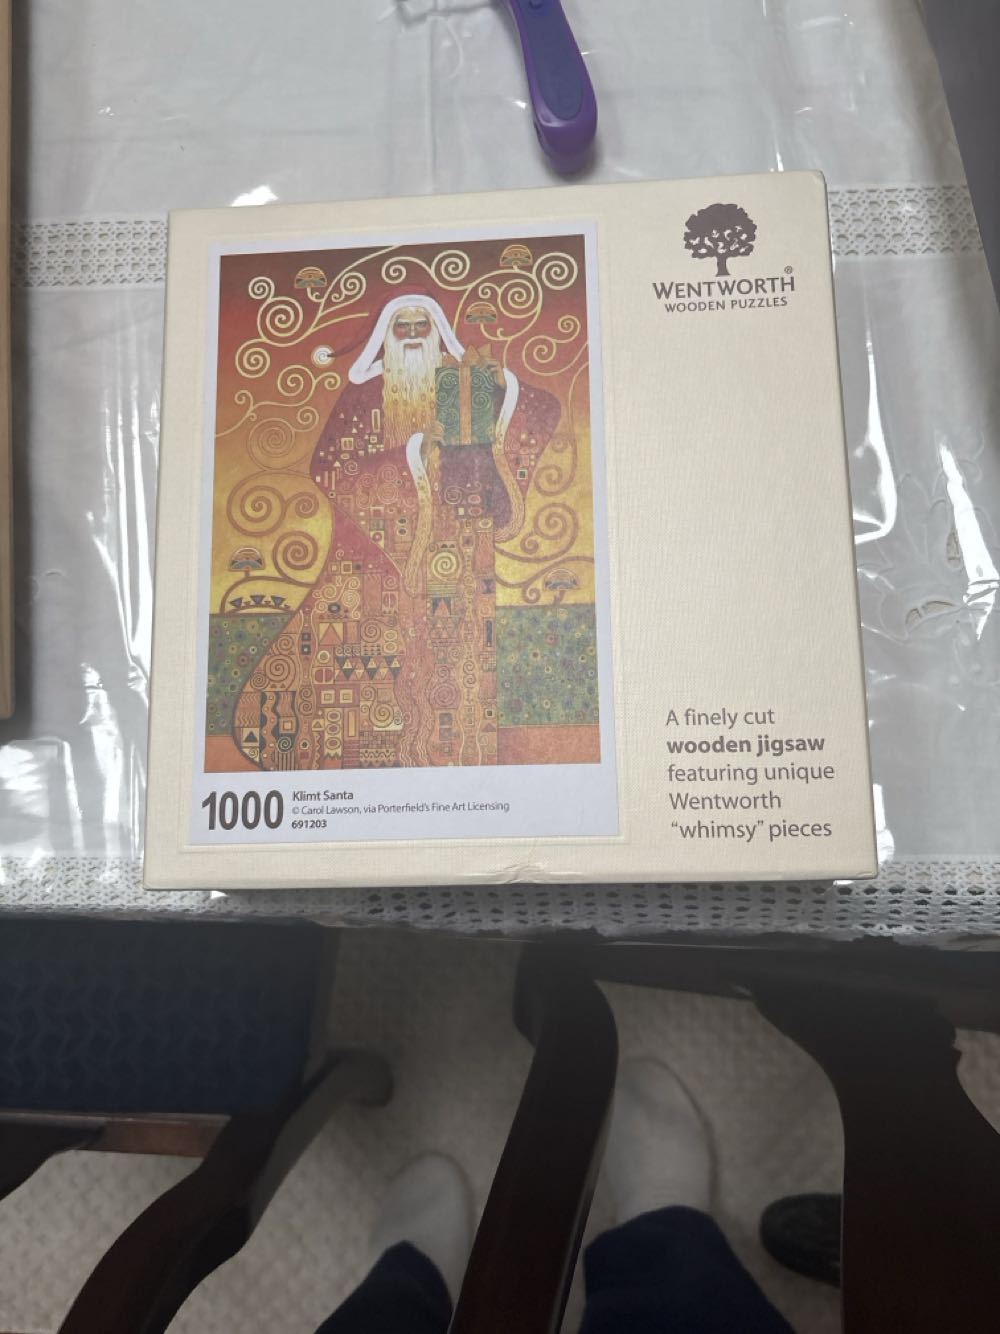 WENTWORTH®
WOODEN PUZZLES
A finely cut
wooden jigsaw
featuring unique
Wentworth
“whimsy” pieces
1000
Klimt Santa
© Carol Lawson, via Porterfield's Fine Art Licensing
691203